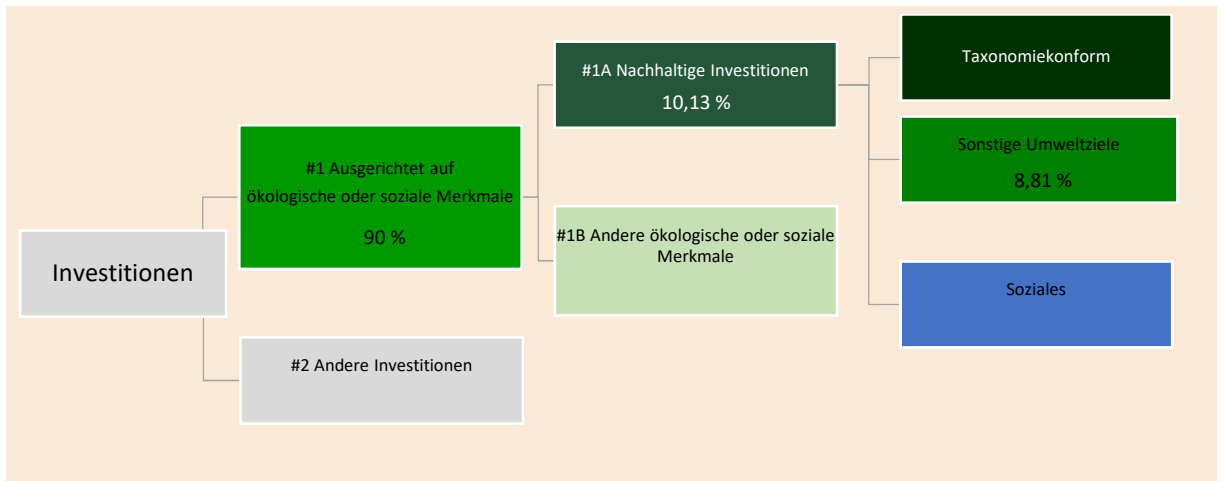 Investitionen
#1 Ausgerichtet auf
ökologische oder soziale Merkmale
90 %
#2 Andere Investitionen
#1A Nachhaltige Investitionen
10,13 %
#1B Andere ökologische oder soziale
Merkmale
Taxonomiekonform
Sonstige Umweltziele
8,81 %
Soziales